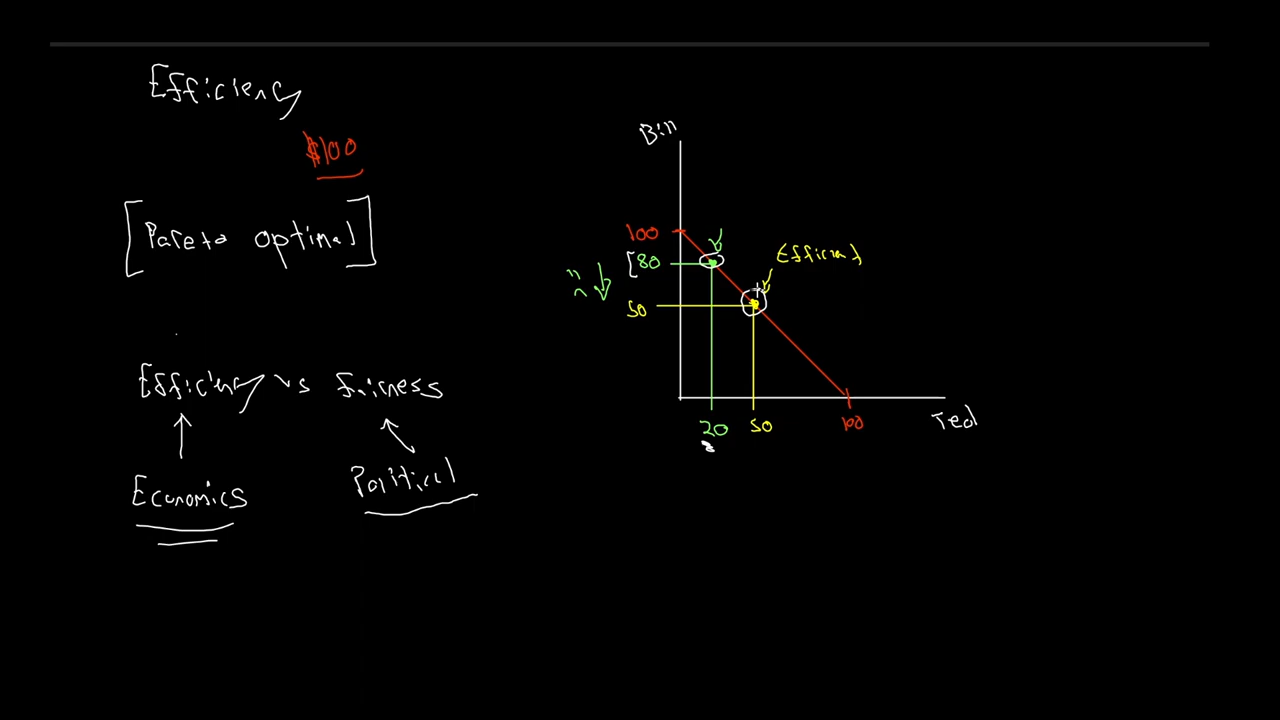 Efficiency
$100
[Pareto optimal]
Efficiency vs fairness
Economics
Political
Bill
100
[80
50
Efficient
20
50
100
Ted